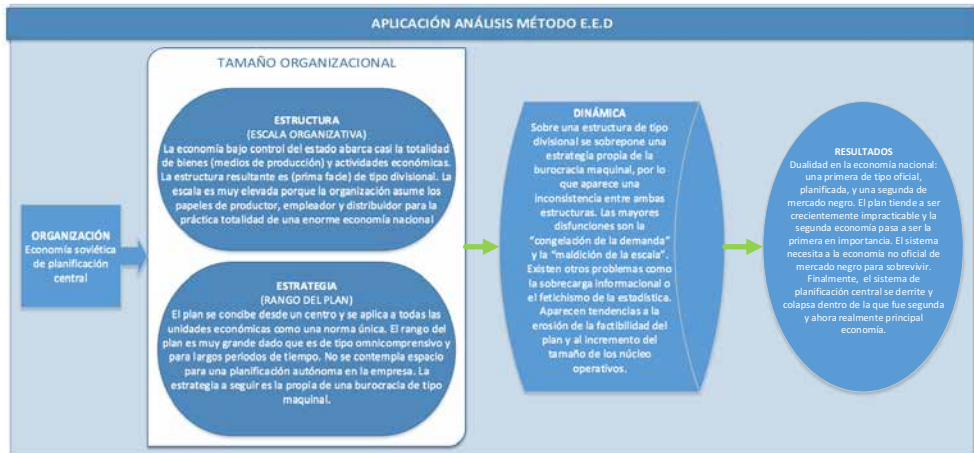 APLICACIÓN ANÁLISIS MÉTODO E.E.D
TAMAÑO ORGANIZACIONAL
ORGANIZACIÓN
Economía soviética
de planificación
central
ESTRUCTURA
(ESCALA ORGANIZATIVA)
La economía bajo control del estado abarca casi la totalidad
de bienes (medios de producción) y actividades económicas.
La estructura resultante es (prima facie) de tipo divisional. La
escala es muy elevada porque la organización asume los
papeles de productor, empleador y distribuidor para la
práctica totalidad de una enorme economía nacional
ESTRATEGIA
(RANGO DEL PLAN)
El plan se concibe desde un centro y se aplica a todas las
unidades económicas como una norma única. El rango del
plan es muy grande dado que es de tipo omnicomprensivo y
para largos periodos de tiempo. No se contempla espacio
para una planificación autónoma en la empresa. La
estrategia a seguir es la propia de una burocracia de tipo
maquinal.
DINÁMICA
Sobre una estructura de tipo
divisional se sobrepone una
estrategia propia de la
burocracia maquinal, por lo
que aparece una
inconsistencia entre ambas
estructuras. Las mayores
disfunciones son la
"congelación de la demanda"
y la "maldición de la escala".
Existen otros problemas como
la sobrecarga informacional o
el fetichismo de la estadística.
Aparecen tendencias a la
erosión de la factibilidad del
plan y al incremento del
tamaño de los núcleo
operativos.
RESULTADOS
Dualidad en la economía nacional:
una primera de tipo oficial,
planificada, y una segunda de
mercado negro. El plan tiende a ser
crecientemente impracticable y la
segunda economía pasa a ser la
primera en importancia. El sistema
necesita a la economía no oficial de
mercado negro para sobrevivir.
Finalmente, el sistema de
planificación central se derrite y
colapsa dentro de la que fue segunda
y ahora realmente principal
economía.